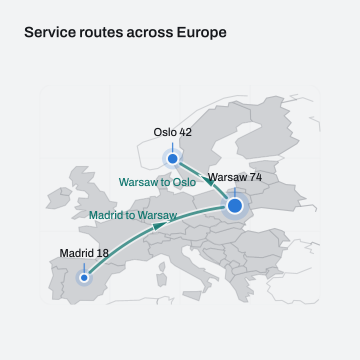 Service routes across Europe
Oslo 42
Warsaw 74
Warsaw to Oslo
Madrid to Warsaw
Madrid 18